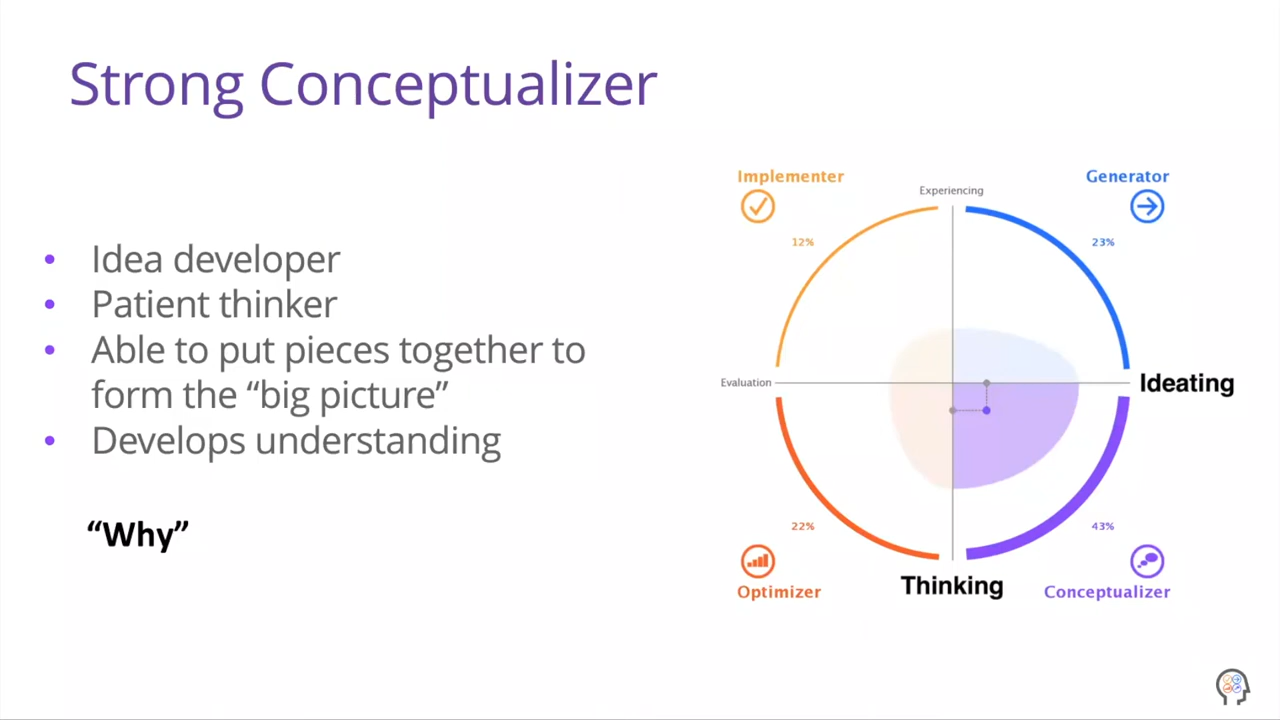 Strong Conceptualizer
• Idea developer
• Patient thinker
• Able to put pieces together to
form the “big picture”
• Develops understanding
“Why”
Implementer
Experiencing
Generator
12%
23%
Evaluation
Ideating
22%
43%
Optimizer
Thinking
Conceptualizer